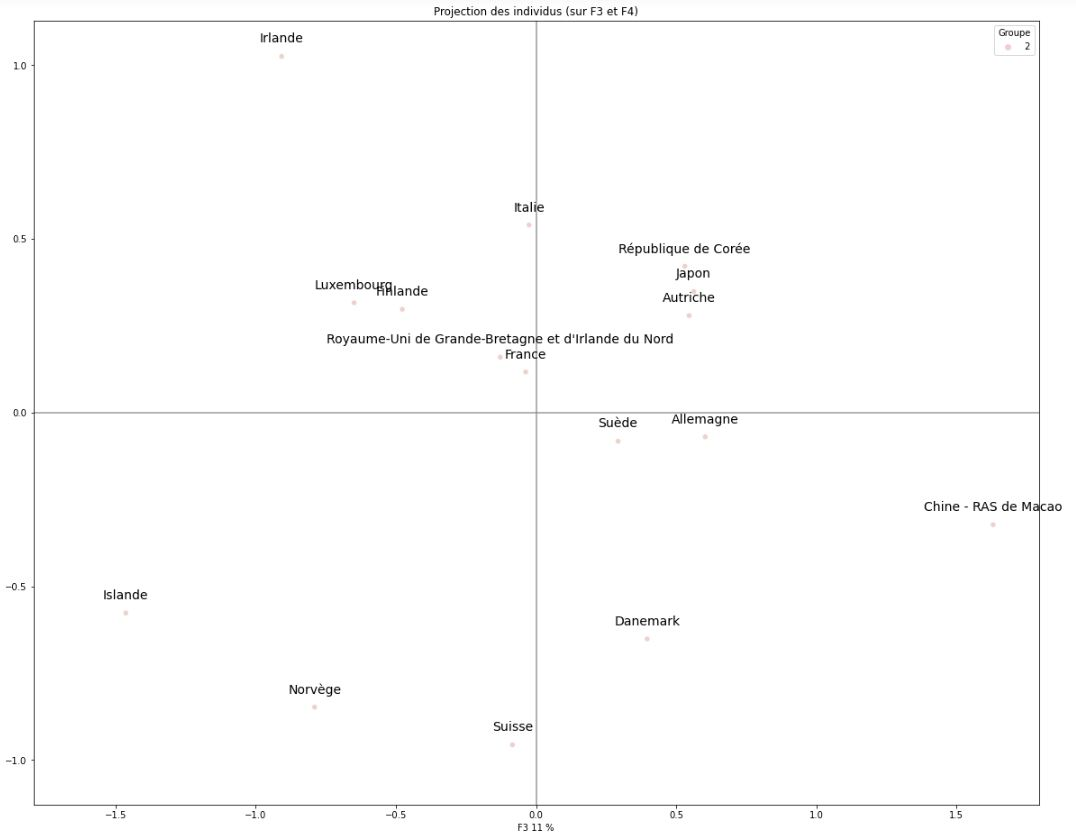 Projection des individus (sur F3 et F4)
Groupe
2
Irlande
1.0
Italie
0.5
République de Corée
Japon
Luxembourg
Finlande
Autriche
Royaume-Uni de Grande-Bretagne et d'Irlande du Nord
France
0.0
Suède
Allemagne
Chine - RAS de Macao
−0.5
Islande
Danemark
Norvège
Suisse
−1.0
−1.5 −1.0 −0.5 0.0 0.5 1.0 1.5
F3 11 %